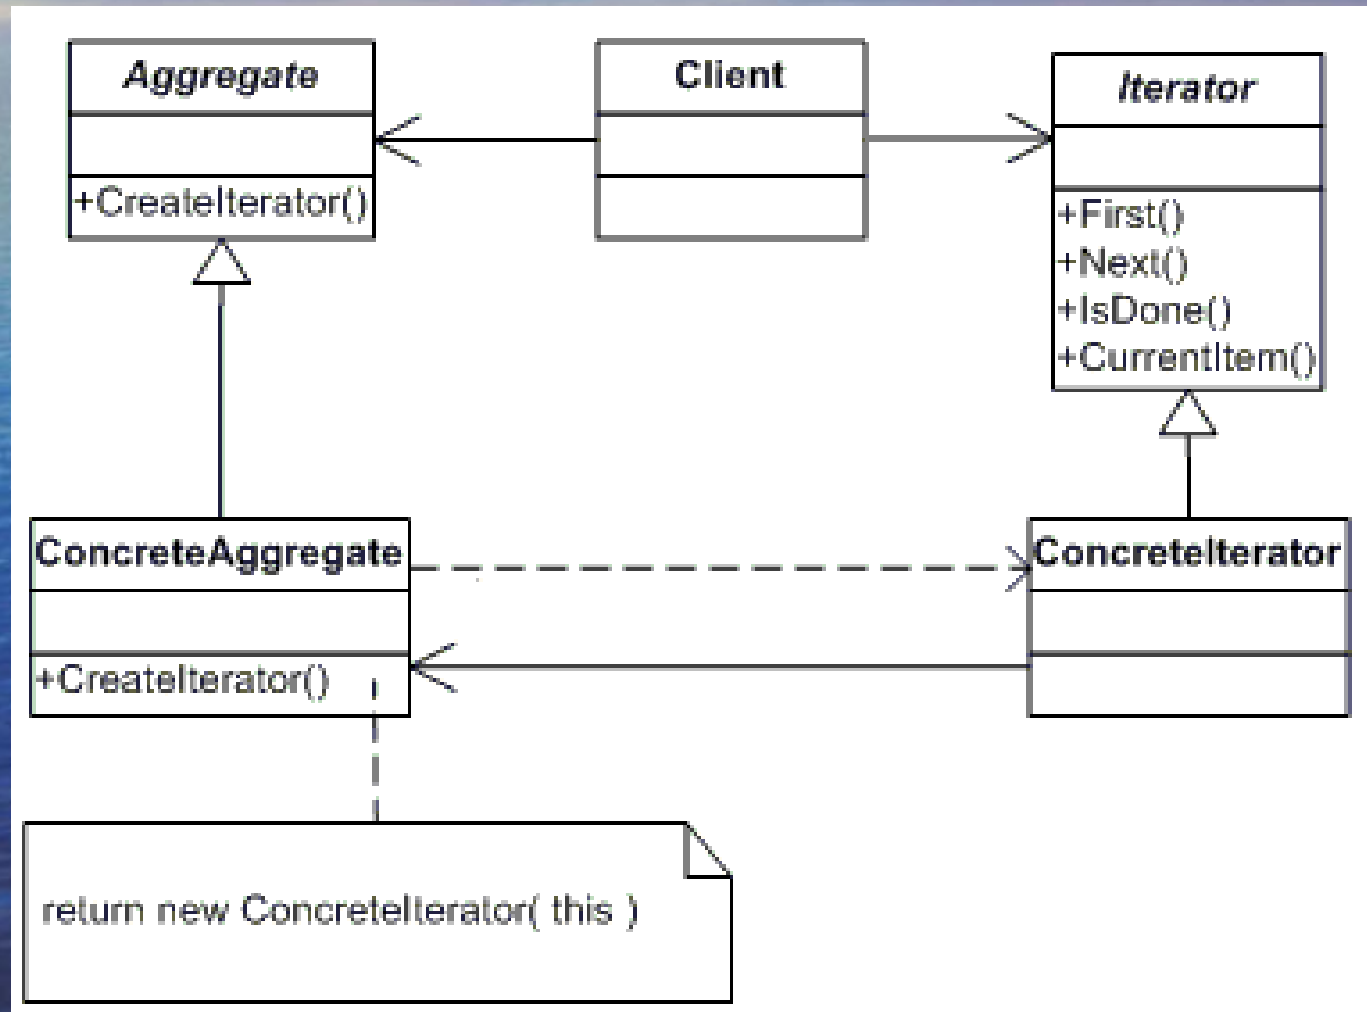 Aggregate
+CreateIterator()
Client
Iterator
+First()
+Next()
+IsDone()
+CurrentItem()
ConcreteAggregate
+CreateIterator()
ConcreteIterator
return new ConcreteIterator( this )